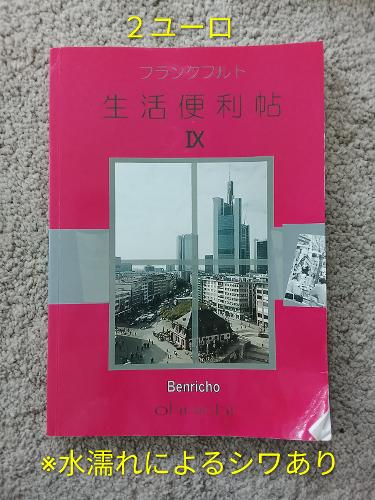 2ユーロ
フランクフルト
生活便利帖
IX
Benricho
※水濡れによるシワあり